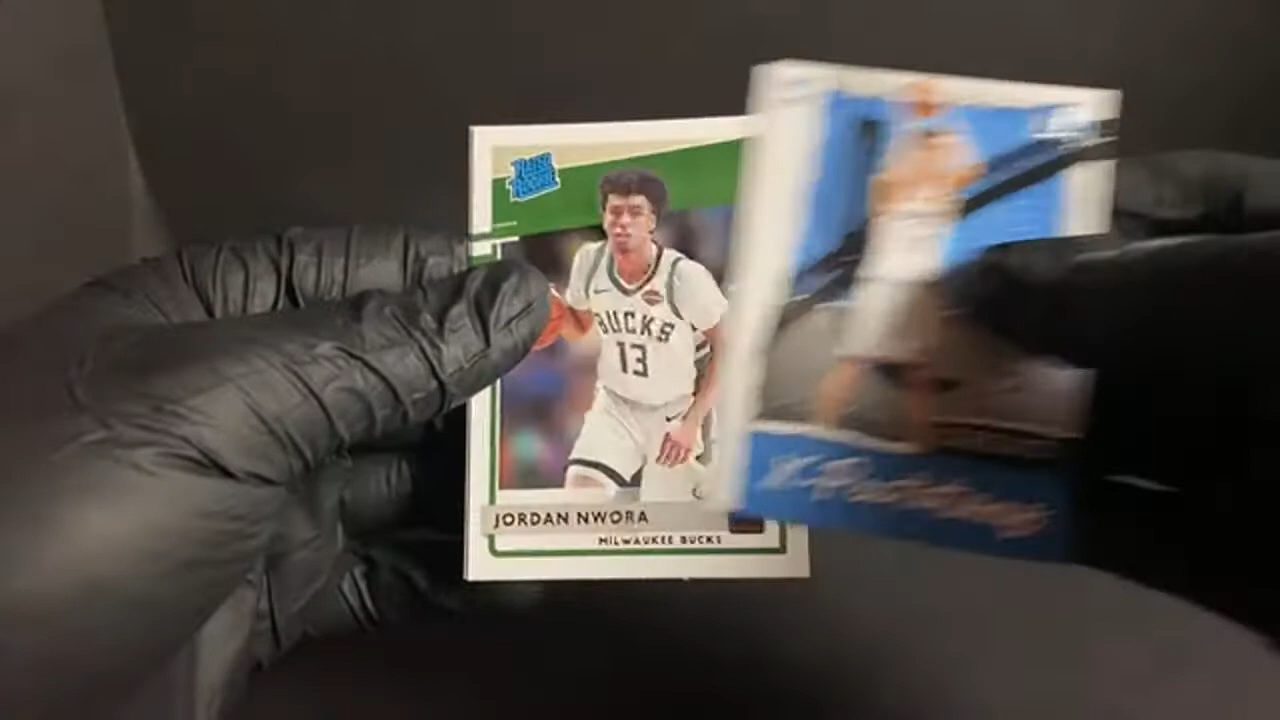 RATED
ROOKIE
BUCKS
13
JORDAN NWORA
MILWAUKEE BUCKS